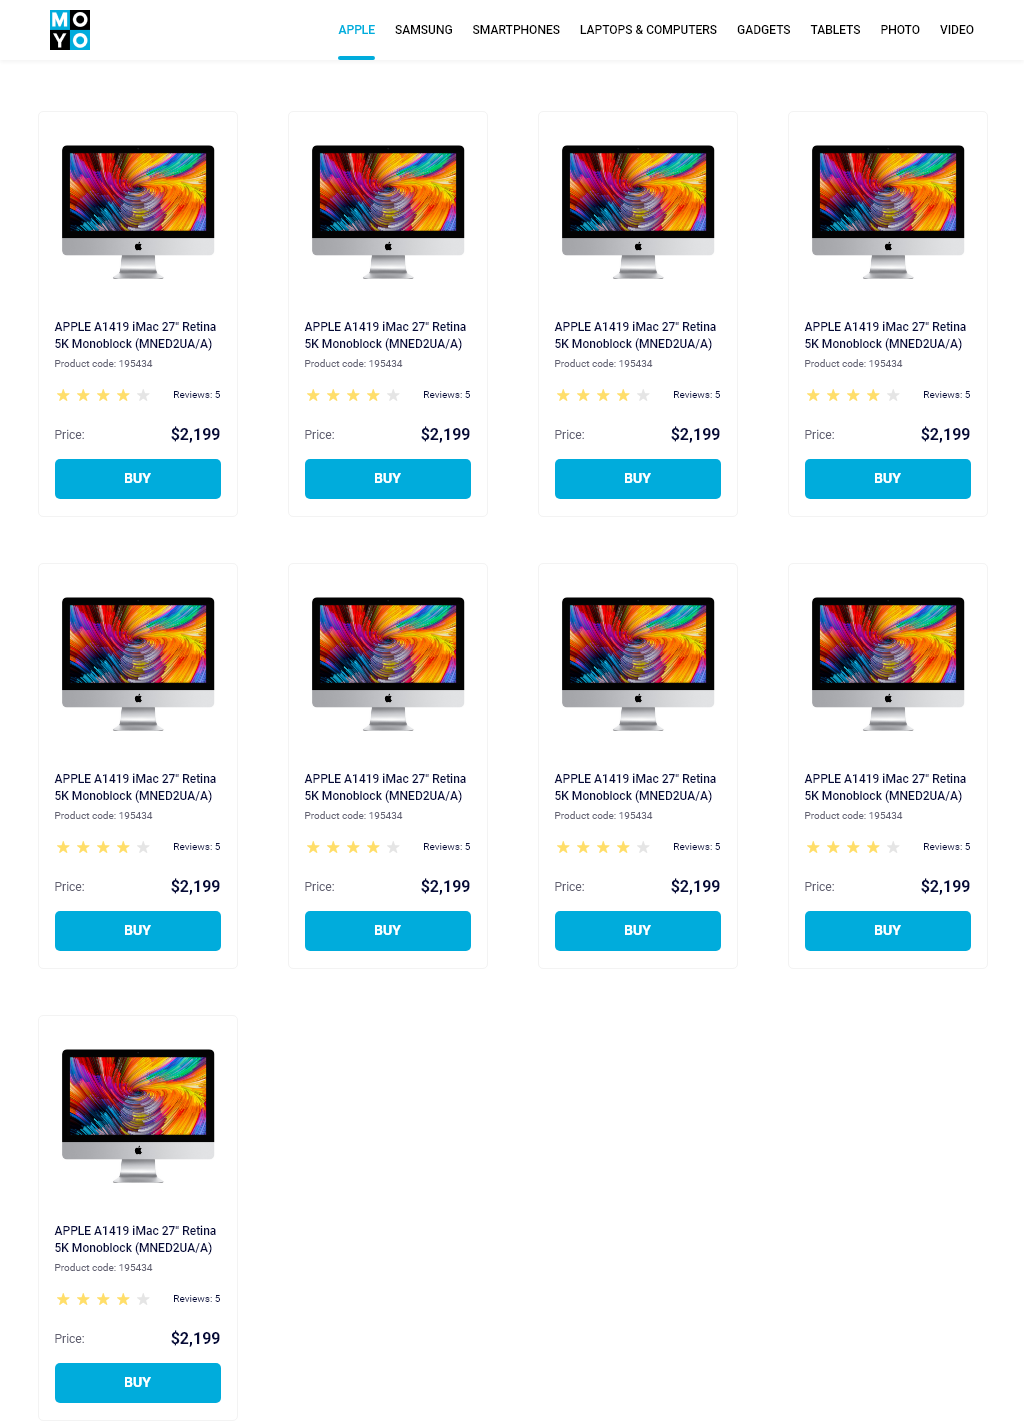 MOYO
APPLE SAMSUNG SMARTPHONES LAPTOPS & COMPUTERS GADGETS TABLETS PHOTO VIDEO
APPLE A1419 iMac 27" Retina
5K Monoblock (MNED2UA/A)
Product code: 195434
Reviews: 5
Price: $2,199
BUY
APPLE A1419 iMac 27" Retina
5K Monoblock (MNED2UA/A)
Product code: 195434
Reviews: 5
Price: $2,199
BUY
APPLE A1419 iMac 27" Retina
5K Monoblock (MNED2UA/A)
Product code: 195434
Reviews: 5
Price: $2,199
BUY
APPLE A1419 iMac 27" Retina
5K Monoblock (MNED2UA/A)
Product code: 195434
Reviews: 5
Price: $2,199
BUY
APPLE A1419 iMac 27" Retina
5K Monoblock (MNED2UA/A)
Product code: 195434
Reviews: 5
Price: $2,199
BUY
APPLE A1419 iMac 27" Retina
5K Monoblock (MNED2UA/A)
Product code: 195434
Reviews: 5
Price: $2,199
BUY
APPLE A1419 iMac 27" Retina
5K Monoblock (MNED2UA/A)
Product code: 195434
Reviews: 5
Price: $2,199
BUY
APPLE A1419 iMac 27" Retina
5K Monoblock (MNED2UA/A)
Product code: 195434
Reviews: 5
Price: $2,199
BUY
APPLE A1419 iMac 27" Retina
5K Monoblock (MNED2UA/A)
Product code: 195434
Reviews: 5
Price: $2,199
BUY